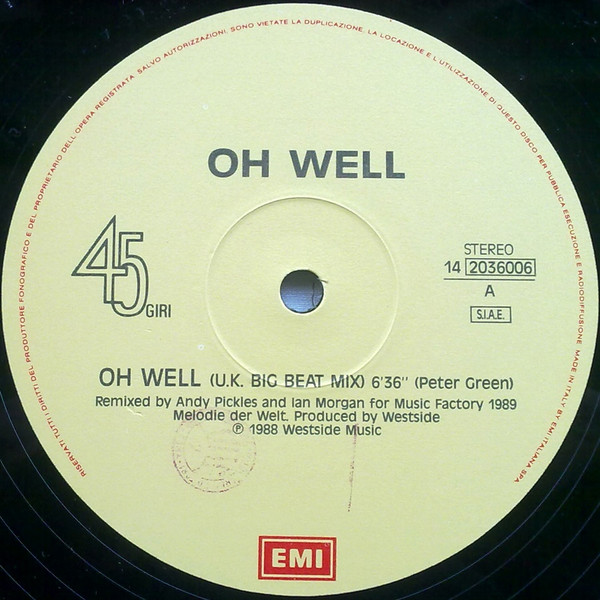 RISERVATI TUTTI I DIRITTI DEL PRODUTTORE FONOGRAFICO E DEL PROPRIETARIO DELL'OPERA REGISTRATA. SALVO AUTORIZZAZIONI, SONO VIETATE LA DUPLICAZIONE, LA LOCAZIONE E L'UTILIZZAZIONE DI QUESTO DISCO PER PUBBLICA ESECUZIONE E RADIODIFFUSIONE. MADE IN ITALY BY EMI ITALIANA SPA
OH WELL
45 GIRI
STEREO
14 2036006
A
S.I.A.E.
OH WELL (U.K. BIG BEAT MIX) 6'36'' (Peter Green)
Remixed by Andy Pickles and Ian Morgan for Music Factory 1989
Melodie der Welt. Produced by Westside
℗ 1988 Westside Music
EMI